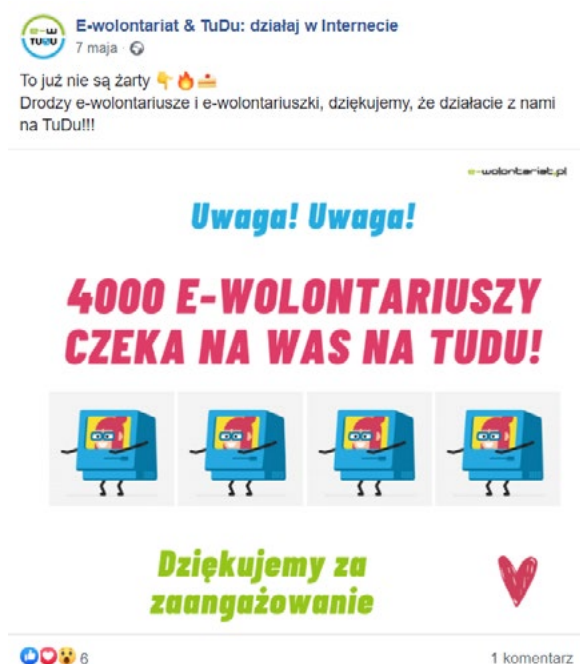 E-wolontariat & TuDu: działaj w Internecie
7 maja
To już nie są żarty
Drodzy e-wolontariusze i e-wolontariuszki, dziękujemy, że działacie z nami
na TuDu!!!
e-wolontariat.pl
Uwaga! Uwaga!
4000 E-WOLONTARIUSZY
CZEKA NA WAS NA TUDU!
Dziękujemy za
zaangażowanie
6
1 komentarz
e-w
TUDU